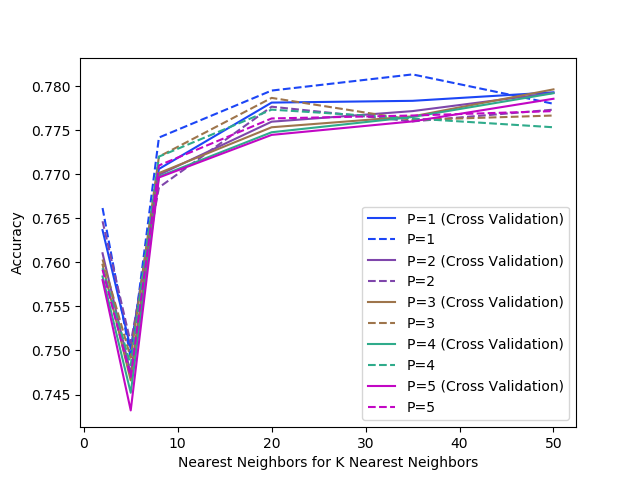 0.780
0.775
0.770
0.765
0.760
0.755
0.750
0.745
Accuracy
P=1 (Cross Validation)
P=1
P=2 (Cross Validation)
P=2
P=3 (Cross Validation)
P=3
P=4 (Cross Validation)
P=4
P=5 (Cross Validation)
P=5
0 10 20 30 40 50
Nearest Neighbors for K Nearest Neighbors